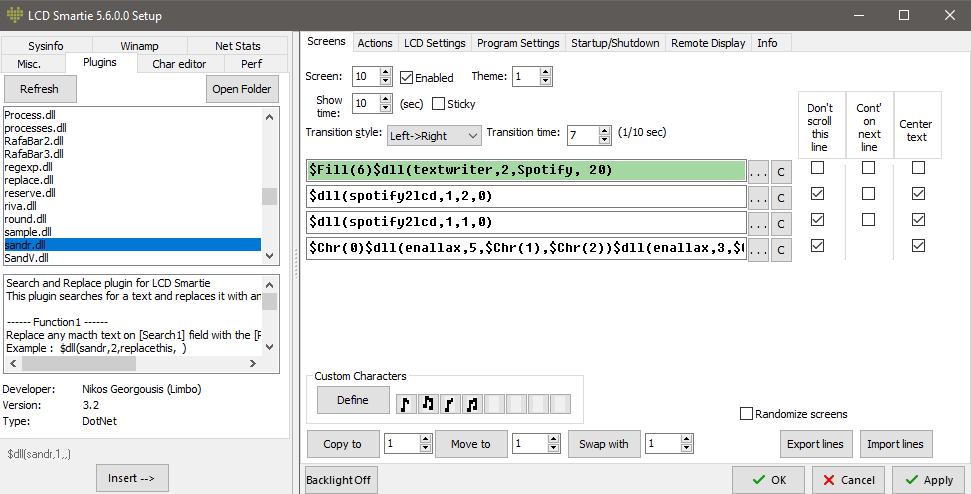 LCD Smartie 5.6.0.0 Setup
Sysinfo Winamp Net Stats
Misc. Plugins Char editor Perf
Refresh Open Folder
Process.dll
processes.dll
RafaBar2.dll
RafaBar3.dll
regexp.dll
replace.dll
reserve.dll
riva.dll
round.dll
sample.dll
sandr.dll
SandV.dll
Search and Replace plugin for LCD Smartie
This plugin searches for a text and replaces it with an
------ Function1 ------
Replace any macth text on [Search1] field with the [R
Example : $dll(sandr,2,replacethis, )
Developer: Nikos Georgousis (Limbo)
Version: 3.2
Type: DotNet
$dll(sandr,1,,)
Insert -->
Screens Actions LCD Settings Program Settings Startup/Shutdown Remote Display Info
Screen: 10 Enabled Theme: 1
Show time: 10 (sec) Sticky
Transition style: Left->Right Transition time: 7 (1/10 sec)
Don't scroll this line
Cont' on next line
Center text
$Fill(6)$dll(textwriter,2,Spotify, 20) ... C
$dll(spotify2lcd,1,2,0) ... C
$dll(spotify2lcd,1,1,0) ... C
$Chr(0)$dll(enallax,5,$Chr(1),$Chr(2))$dll(enallax,3,$ ... C
Custom Characters
Define
Randomize screens
Copy to 1 Move to 1 Swap with 1 Export lines Import lines
Backlight Off OK Cancel Apply